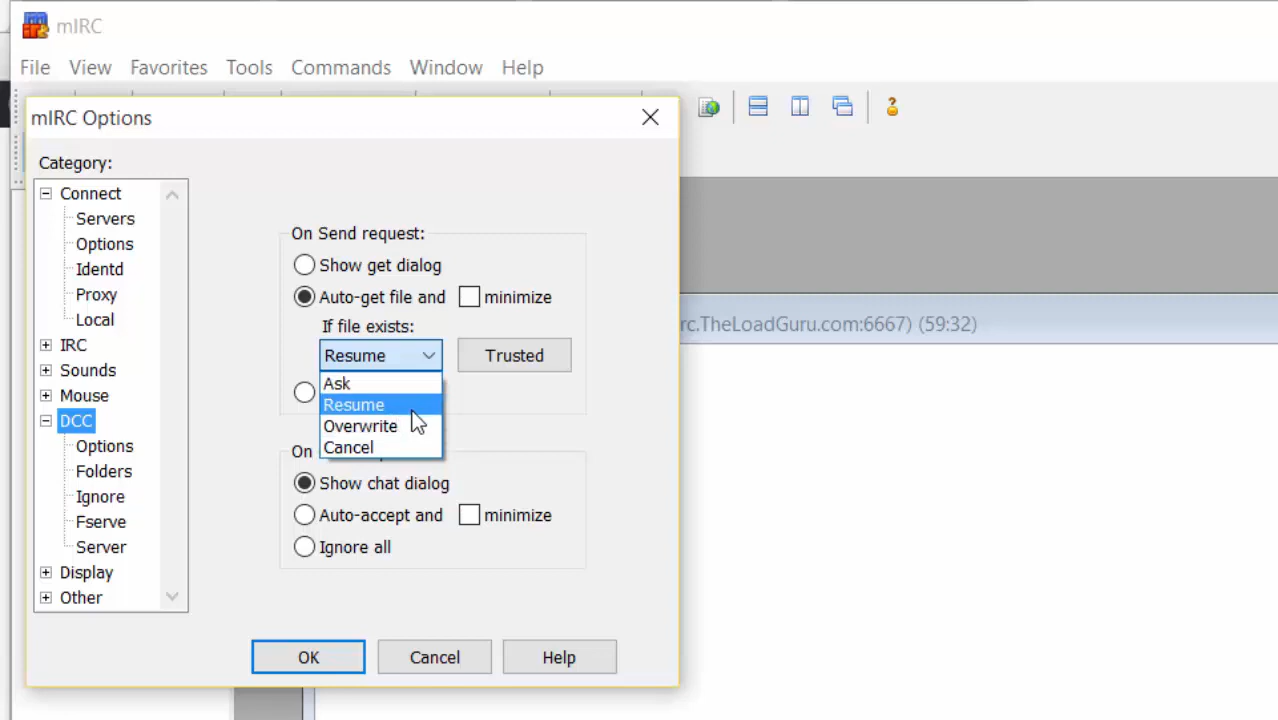 mIRC
File View Favorites Tools Commands Window Help
mIRC Options
Category:
Connect
Servers
Options
Identd
Proxy
Local
IRC
Sounds
Mouse
DCC
Options
Folders
Ignore
Fserve
Server
Display
Other
On Send request:
Show get dialog
Auto-get file and minimize
If file exists:
Resume Trusted
Ask
Resume
Overwrite
Cancel
On
Show chat dialog
Auto-accept and minimize
Ignore all
OK Cancel Help
rc.TheLoadGuru.com:6667) (59:32)